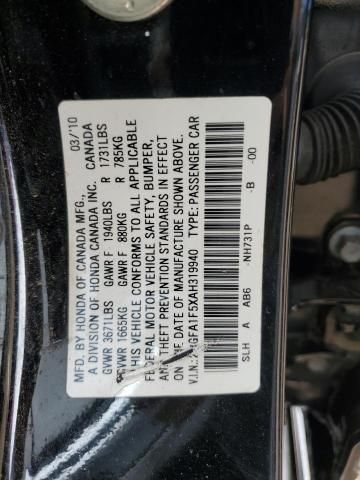 MFD. BY HONDA OF CANADA MFG., 03/'10
A DIVISION OF HONDA CANADA INC. CANADA
GVWR 3671LBS GAWR F 1940LBS R 1731LBS
GVWR 1665KG GAWR F 880KG R 785KG
THIS VEHICLE CONFORMS TO ALL APPLICABLE
FEDERAL MOTOR VEHICLE SAFETY, BUMPER,
AND THEFT PREVENTION STANDARDS IN EFFECT
ON THE DATE OF MANUFACTURE SHOWN ABOVE.
V.I.N.: 2HGFA1F5XAH319940 TYPE: PASSENGER CAR
SLH A AB6 -NH731P -B -00